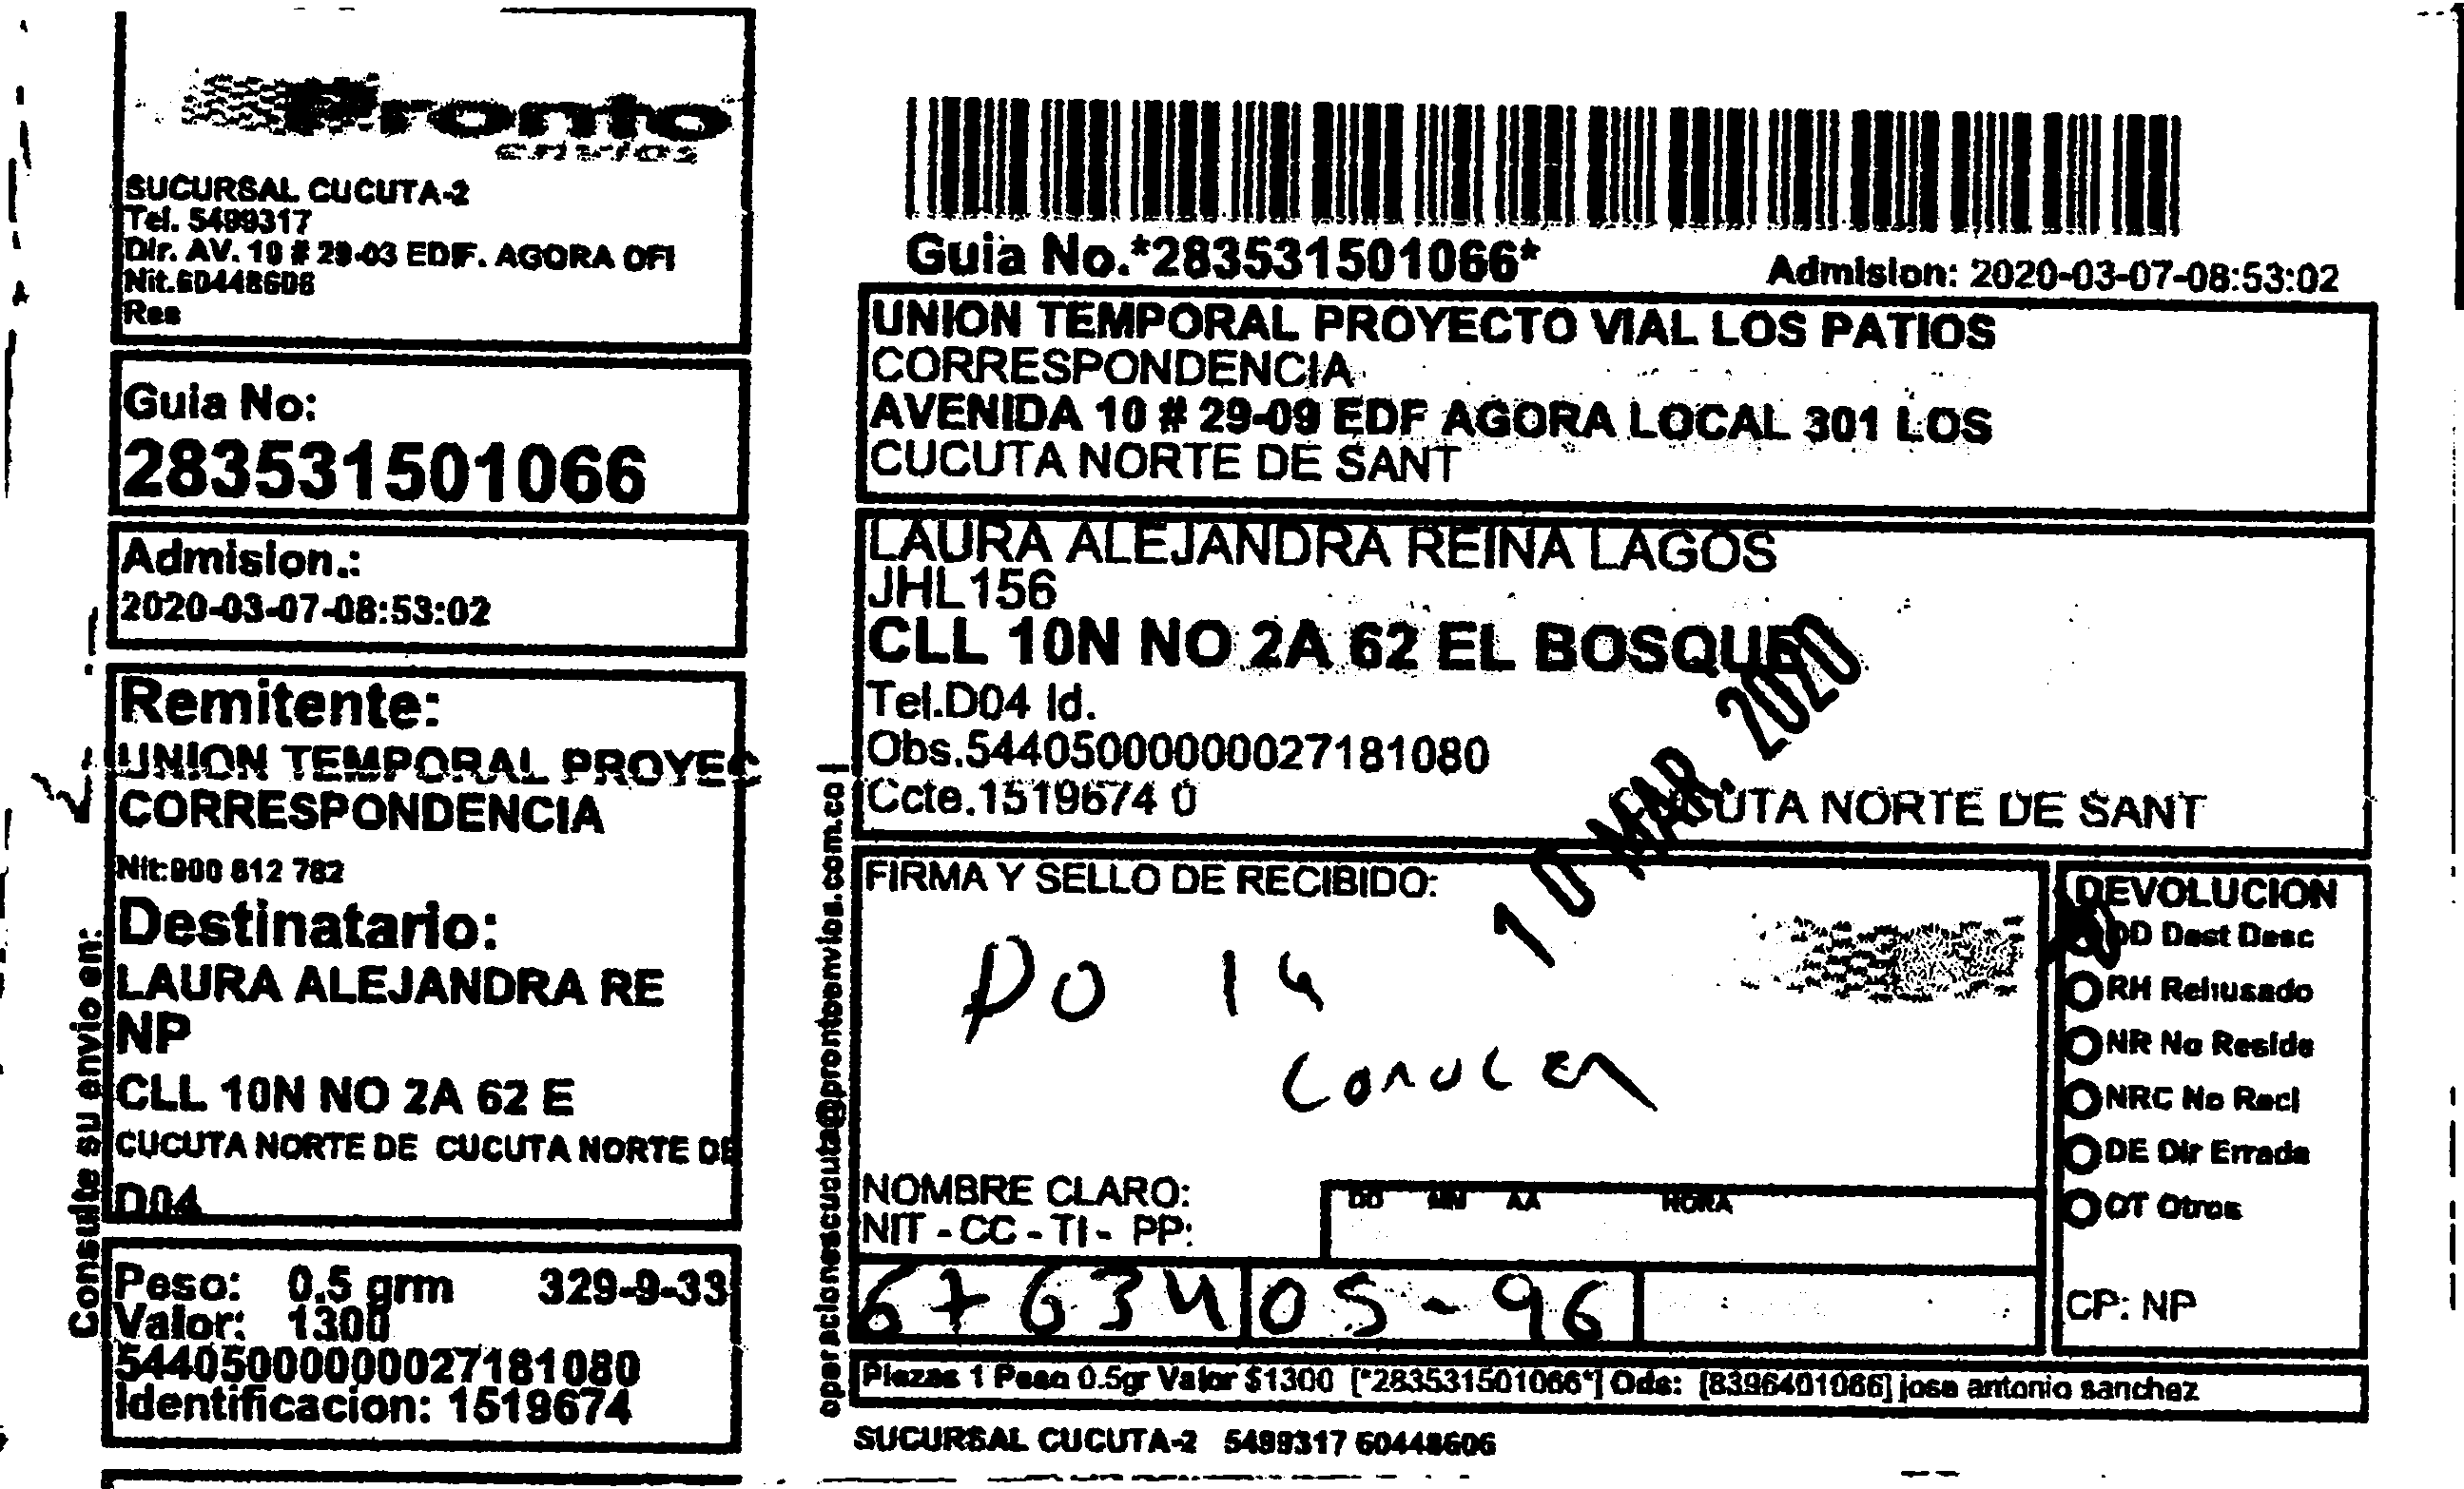 Pronto
envios
SUCURSAL CUCUTA-2
Tel. 5499317
Dir. AV. 10 # 29-03 EDIF. AGORA OFI
Nit.60448606
Res
Guia No:
283531501066
Admision.:
2020-03-07-08:53:02
Remitente:
UNION TEMPORAL PROYEC
CORRESPONDENCIA
Nit:900 812 782
Destinatario:
LAURA ALEJANDRA RE
NP
CLL 10N NO 2A 62 E
CUCUTA NORTE DE CUCUTA NORTE DE
D04
Peso: 0.5 grm 329-9-33
Valor: 1300
544050000000027181080
Identificacion: 1519674
Consulte su envio en:
operacionescucuta@prontoenvios.com.co |
Guia No.*283531501066*
Admision: 2020-03-07-08:53:02
UNION TEMPORAL PROYECTO VIAL LOS PATIOS
CORRESPONDENCIA
AVENIDA 10 # 29-09 EDF AGORA LOCAL 301 LOS
CUCUTA NORTE DE SANT
LAURA ALEJANDRA REINA LAGOS
JHL156
CLL 10N NO 2A 62 EL BOSQUE
Tel.D04 Id.
Obs.544050000000027181080
Ccte.1519674 0
CUCUTA NORTE DE SANT
10 MAR. 2020
FIRMA Y SELLO DE RECIBIDO:
NOMBRE CLARO:
NIT - CC - TI - PP:
DD MM AA HORA
67634 05-96
DEVOLUCION
DD Dest Desc
RH Rehusado
NR No Reside
NRC No Recl
DE Dir Errada
OT Otros
CP: NP
Piezas 1 Peso 0.5gr Valor $1300 [*283531501066*] Ods: [8396401066] jose antonio sanchez
SUCURSAL CUCUTA-2 5499317 60448606